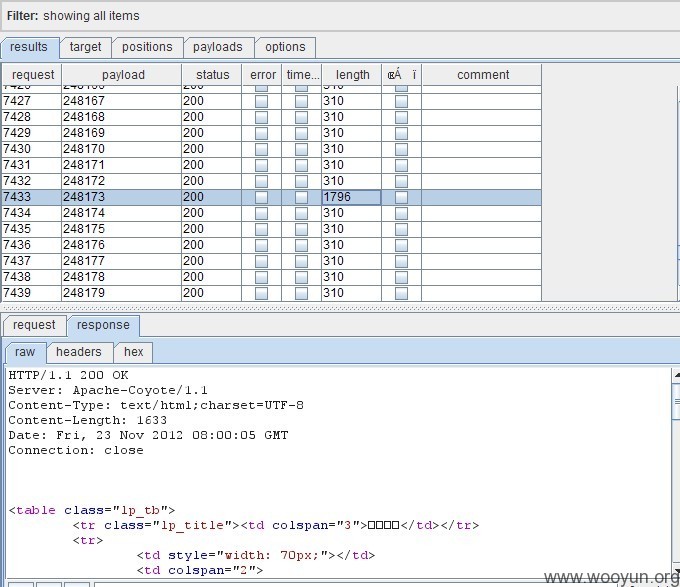 Filter: showing all items
results target positions payloads options
request payload status error time... length comment
7427 248167 200 310
7428 248168 200 310
7429 248169 200 310
7430 248170 200 310
7431 248171 200 310
7432 248172 200 310
7433 248173 200 1796
7434 248174 200 310
7435 248175 200 310
7436 248176 200 310
7437 248177 200 310
7438 248178 200 310
7439 248179 200 310
request response
raw headers hex
HTTP/1.1 200 OK
Server: Apache-Coyote/1.1
Content-Type: text/html;charset=UTF-8
Content-Length: 1633
Date: Fri, 23 Nov 2012 08:00:05 GMT
Connection: close
<table class="lp_tb">
<tr class="lp_title"><td colspan="3">□□□□</td></tr>
<tr>
<td style="width: 70px;"></td>
<td colspan="2">
www.wooyun.org